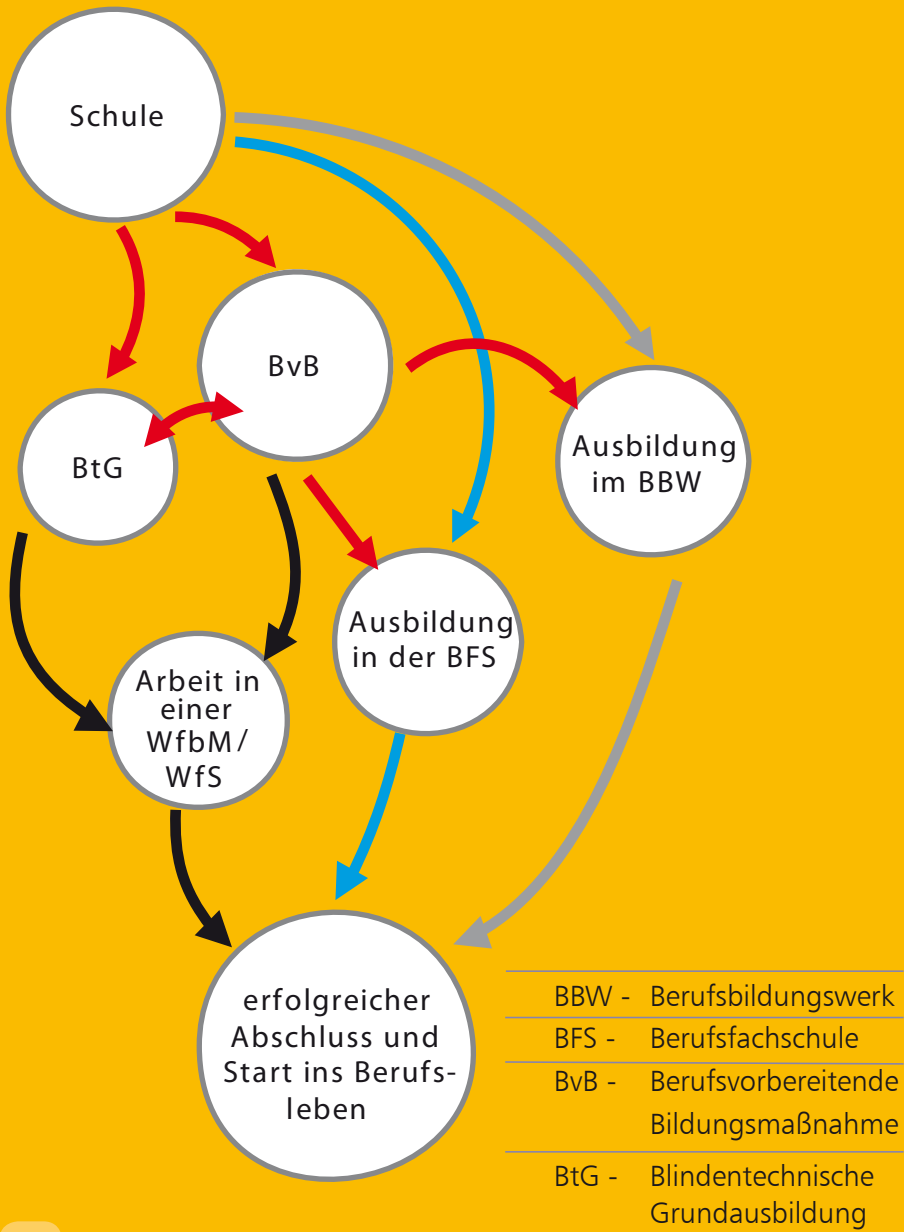 Schule
BvB
BtG
Ausbildung
im BBW
Ausbildung
in der BFS
Arbeit in
einer
WfbM/
WfS
erfolgreicher
Abschluss und
Start ins Berufs-
leben
BBW - Berufsbildungswerk
BFS - Berufsfachschule
BvB - Berufsvorbereitende
Bildungsmaßnahme
BtG - Blindentechnische
Grundausbildung